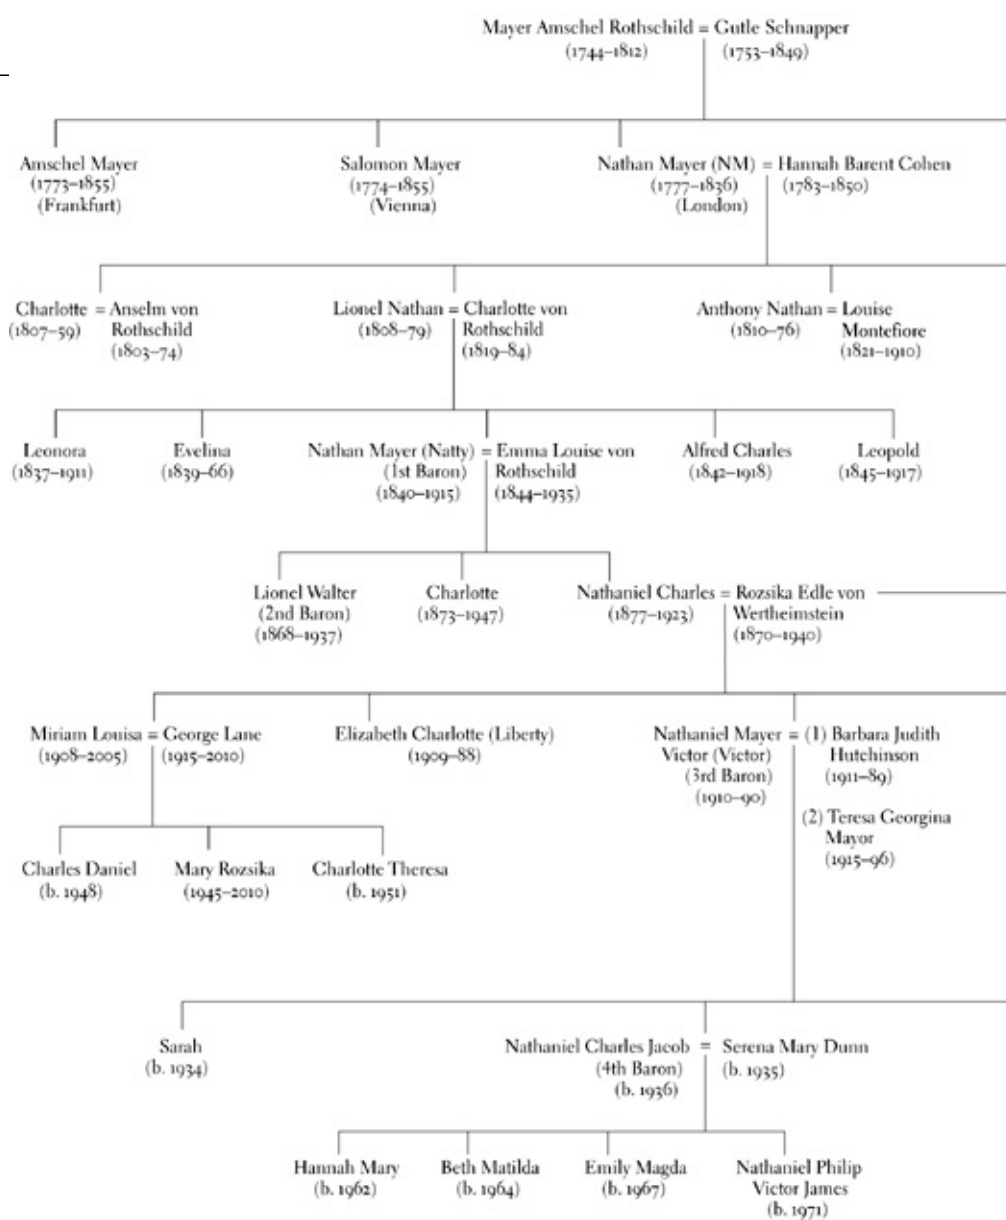 Mayer Amschel Rothschild = Gutle Schnapper
(1744–1812) (1753–1849)
Amschel Mayer
(1773–1855)
(Frankfurt)
Salomon Mayer
(1774–1855)
(Vienna)
Nathan Mayer (NM) = Hannah Barent Cohen
(1777–1836) (1783–1850)
(London)
Charlotte = Anselm von
(1807–59) Rothschild
(1803–74)
Lionel Nathan = Charlotte von
(1808–79) Rothschild
(1819–84)
Anthony Nathan = Louise
(1810–76) Montefiore
(1821–1910)
Leonora
(1837–1911)
Evelina
(1839–66)
Nathan Mayer (Natty) = Emma Louise von
(1st Baron) Rothschild
(1840–1915) (1844–1935)
Alfred Charles
(1842–1918)
Leopold
(1845–1917)
Lionel Walter
(2nd Baron)
(1868–1937)
Charlotte
(1873–1947)
Nathaniel Charles = Rozsika Edle von
(1877–1923) Wertheimstein
(1870–1940)
Miriam Louisa = George Lane
(1908–2005) (1915–2010)
Elizabeth Charlotte (Liberty)
(1909–88)
Nathaniel Mayer = (1) Barbara Judith
Victor (Victor) Hutchinson
(3rd Baron) (1911–89)
(1910–90)
(2) Teresa Georgina
Mayor
(1915–96)
Charles Daniel
(b. 1948)
Mary Rozsika
(1945–2010)
Charlotte Theresa
(b. 1951)
Sarah
(b. 1934)
Nathaniel Charles Jacob = Serena Mary Dunn
(4th Baron) (b. 1935)
(b. 1936)
Hannah Mary
(b. 1962)
Beth Matilda
(b. 1964)
Emily Magda
(b. 1967)
Nathaniel Philip
Victor James
(b. 1971)